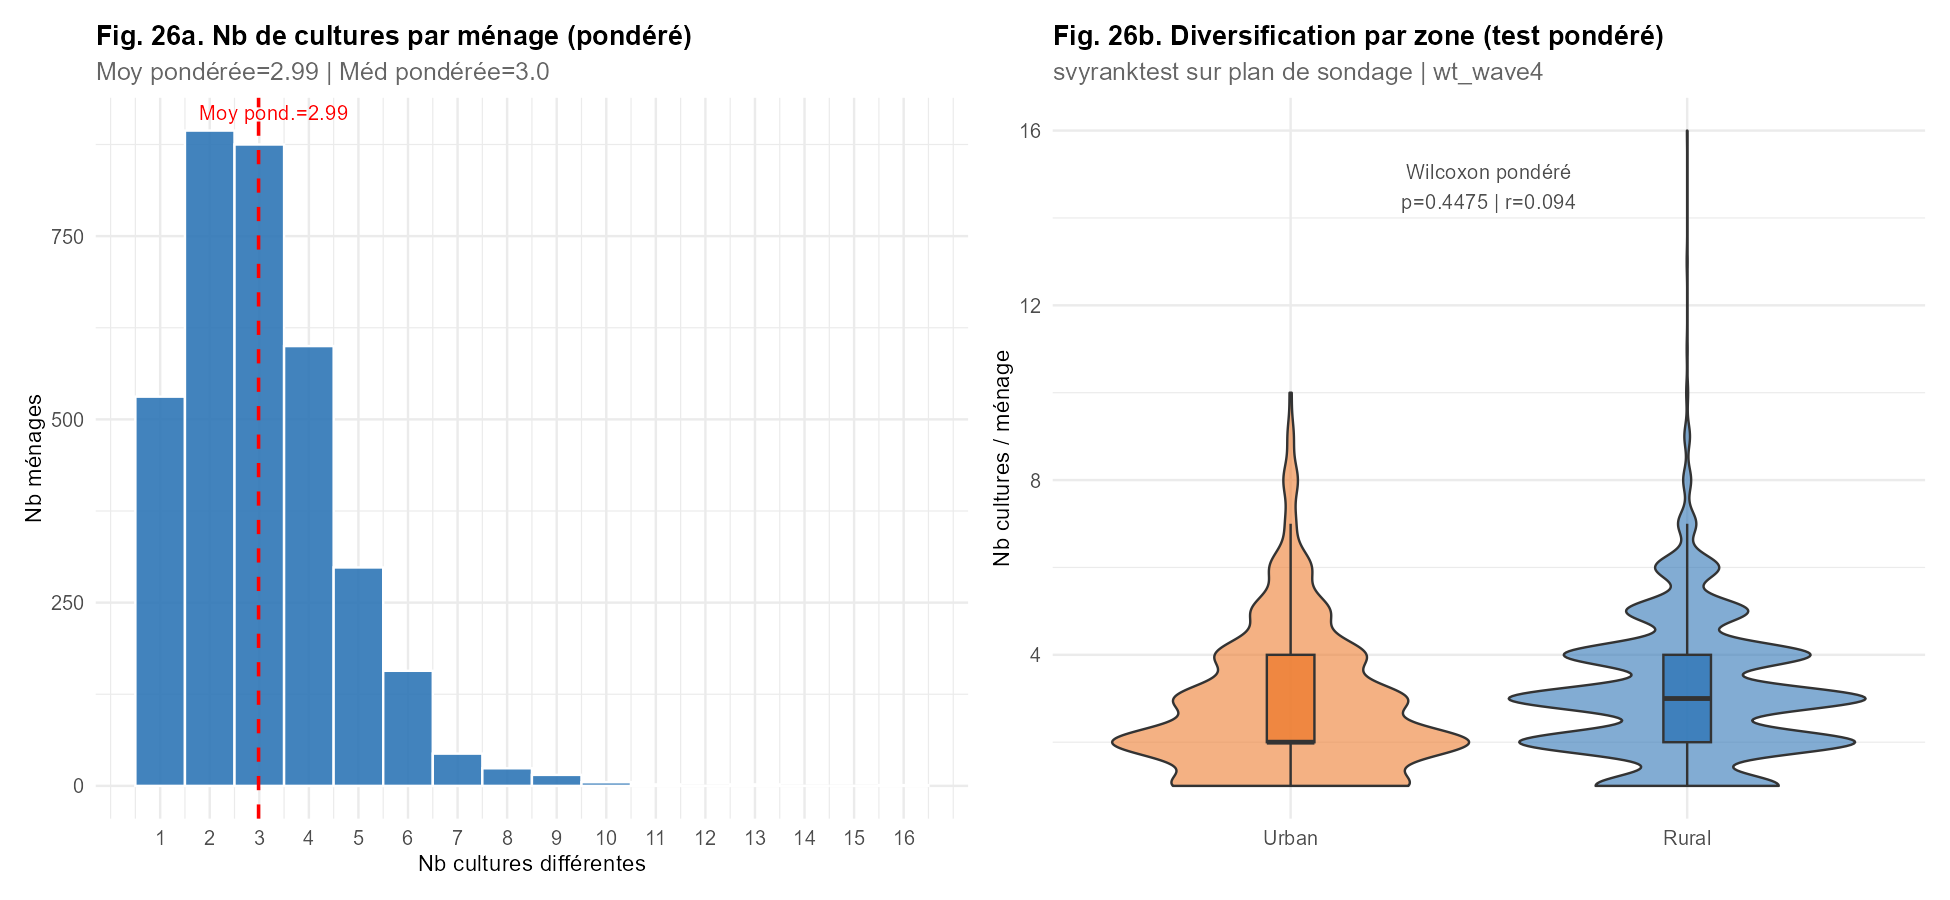 Fig. 26a. Nb de cultures par ménage (pondéré)
Moy pondérée=2.99 | Méd pondérée=3.0
Moy pond.=2.99
750
500
250
0
Nb ménages
1 2 3 4 5 6 7 8 9 10 11 12 13 14 15 16
Nb cultures différentes
Fig. 26b. Diversification par zone (test pondéré)
svyranktest sur plan de sondage | wt_wave4
Wilcoxon pondéré
p=0.4475 | r=0.094
16
12
8
4
Nb cultures / ménage
Urban Rural